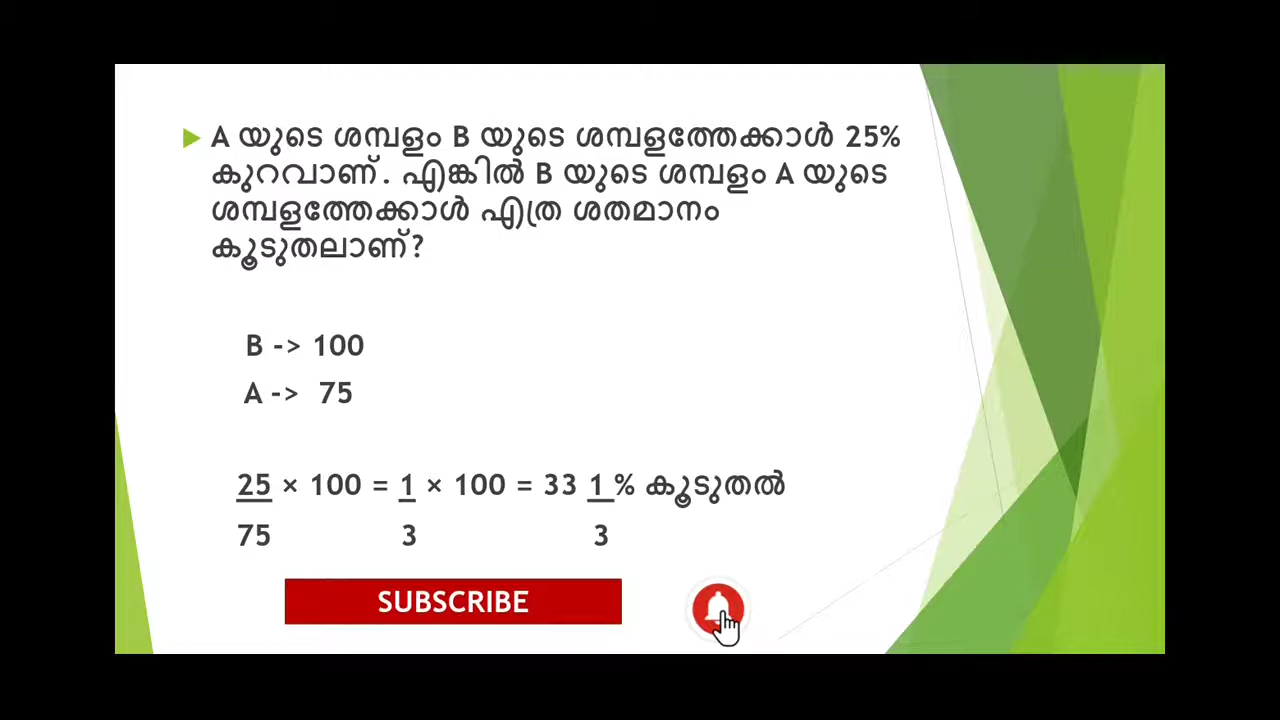 A യുടെ ശമ്പളം B യുടെ ശമ്പളത്തേക്കാൾ 25%
കുറവാണ്. എങ്കിൽ B യുടെ ശമ്പളം A യുടെ
ശമ്പളത്തേക്കാൾ എത്ര ശതമാനം
കൂടുതലാണ്?
B -> 100
A -> 75
25 × 100 = 1 × 100 = 33 1 % കൂടുതൽ
75 3 3
SUBSCRIBE